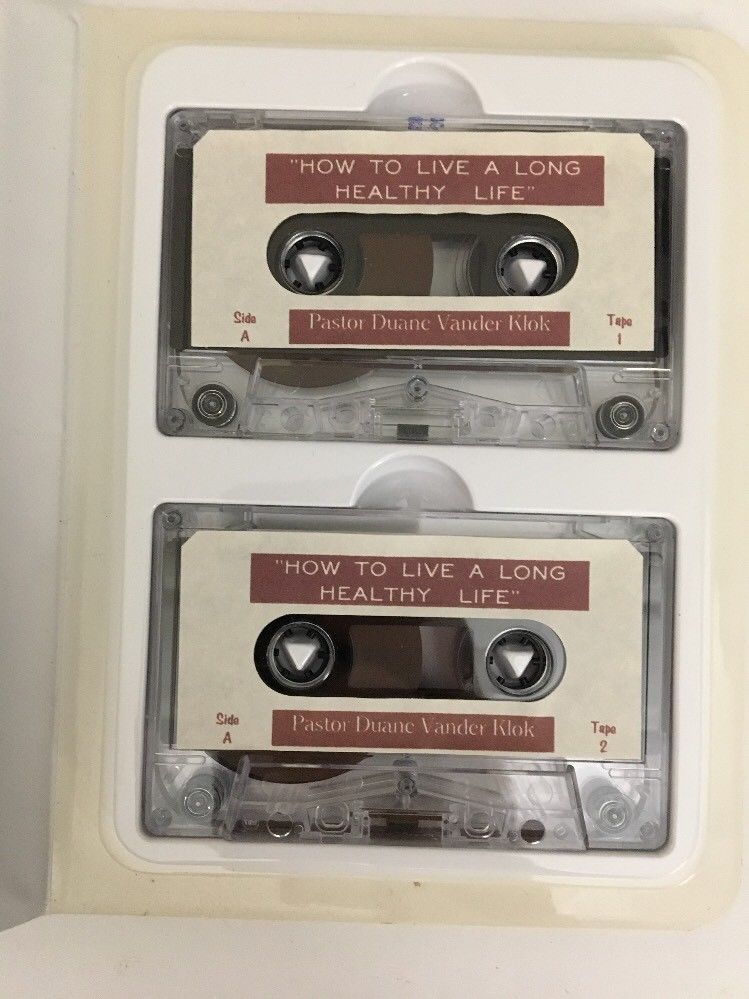 "HOW TO LIVE A LONG
HEALTHY LIFE"
Side
A
Pastor Duane Vander Klok
Tape
1
"HOW TO LIVE A LONG
HEALTHY LIFE"
Side
A
Pastor Duane Vander Klok
Tape
2